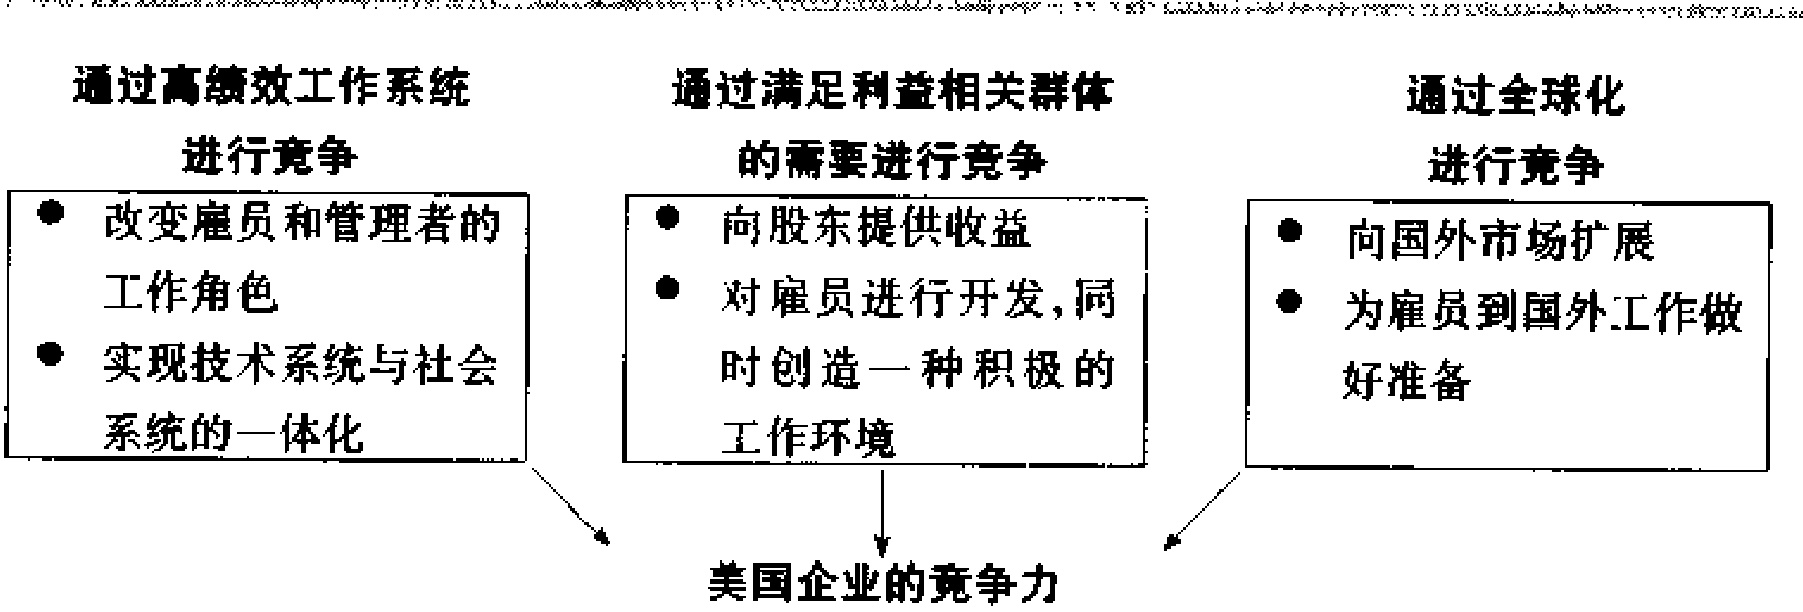 通过高绩效工作系统
进行竞争
改变雇员和管理者的
工作角色
实现技术系统与社会
系统的一体化
通过满足利益相关群体
的需要进行竞争
向股东提供收益
对雇员进行开发,同
时创造一种积极的
工作环境
通过全球化
进行竞争
向国外市场扩展
为雇员到国外工作做
好准备
美国企业的竞争力